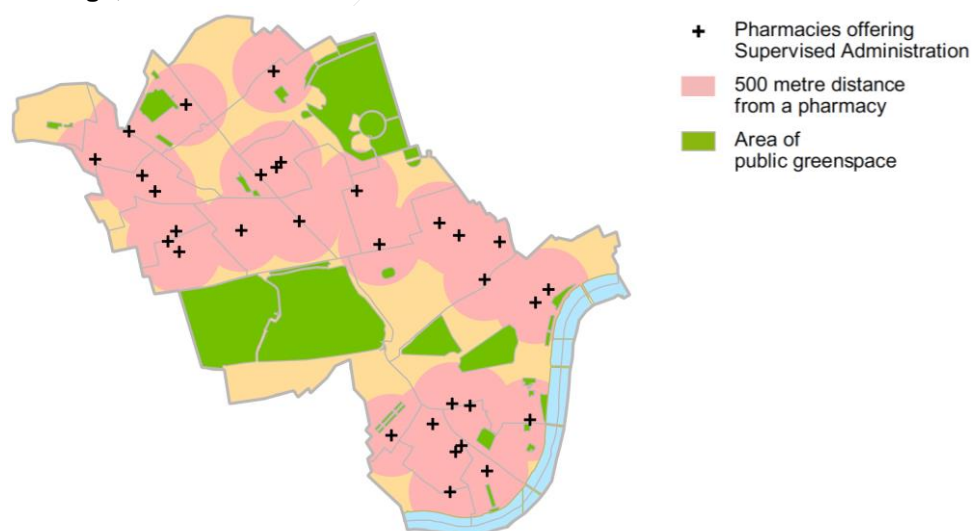 Pharmacies offering
Supervised Administration
500 metre distance
from a pharmacy
Area of
public greenspace